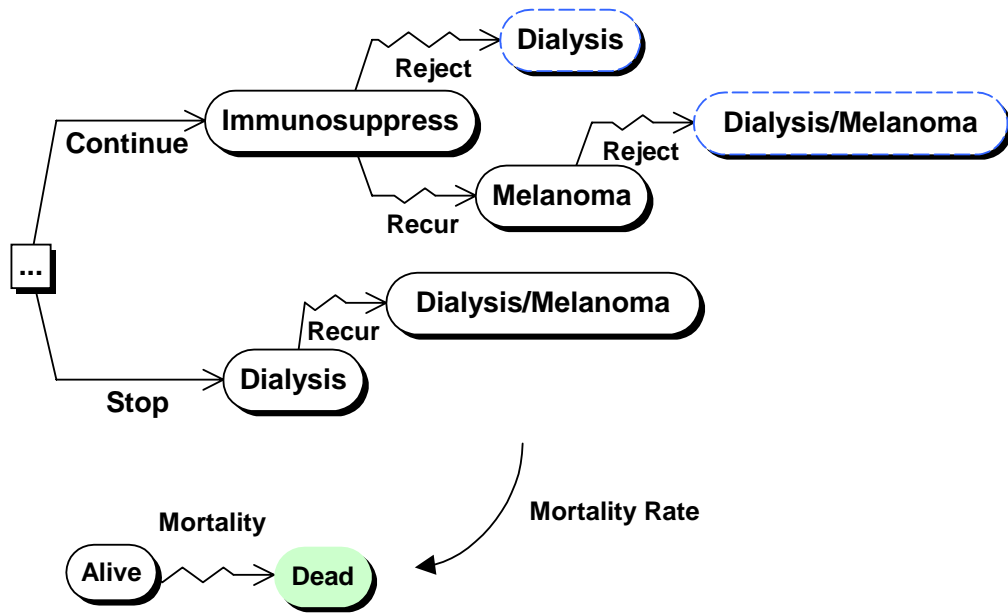 Dialysis
Reject
Immunosuppress
Dialysis/Melanoma
Continue
Reject
Melanoma
Recur
...
Dialysis/Melanoma
Recur
Dialysis
Stop
Mortality Rate
Mortality
Alive
Dead